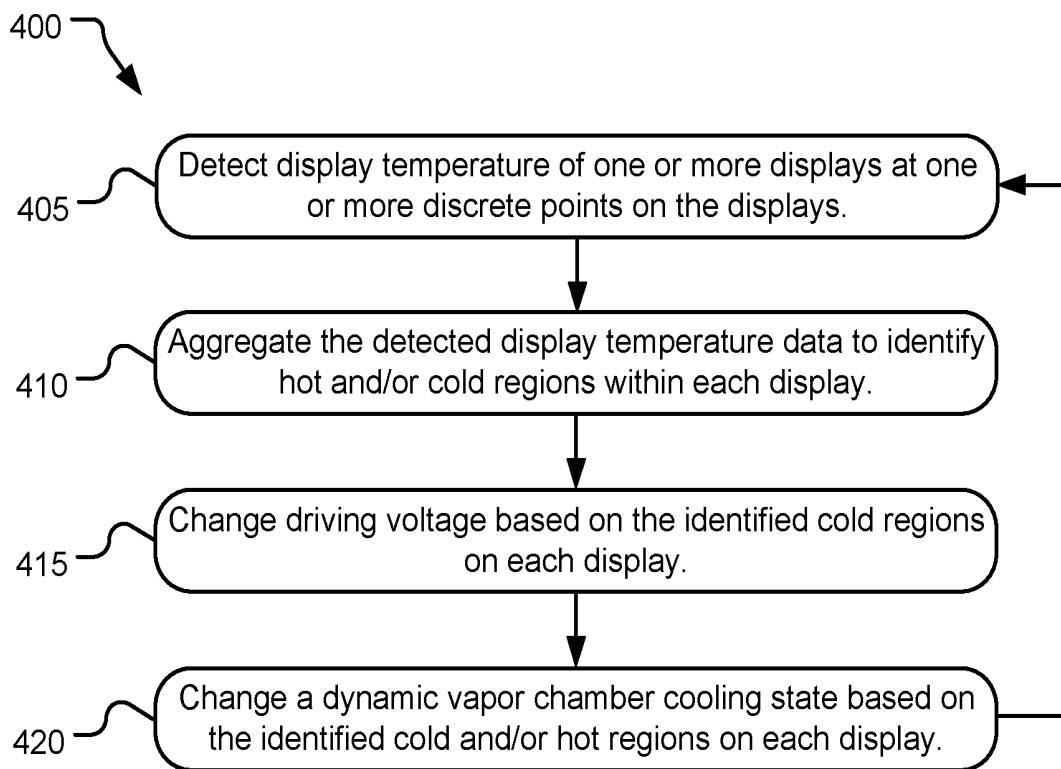 400
405
Detect display temperature of one or more displays at one
or more discrete points on the displays.
410
Aggregate the detected display temperature data to identify
hot and/or cold regions within each display.
415
Change driving voltage based on the identified cold regions
on each display.
420
Change a dynamic vapor chamber cooling state based on
the identified cold and/or hot regions on each display.